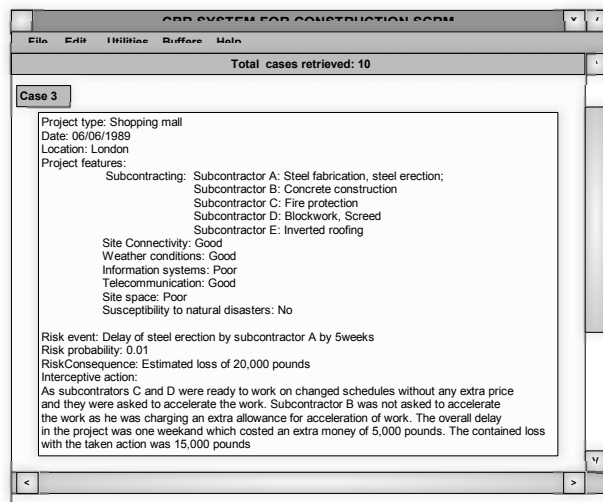 CBR SYSTEM FOR CONSTRUCTION SCRM
File Edit Utilities Buffers Help
Total cases retrieved: 10
Case 3
Project type: Shopping mall
Date: 06/06/1989
Location: London
Project features:
Subcontracting: Subcontractor A: Steel fabrication, steel erection;
Subcontractor B: Concrete construction
Subcontractor C: Fire protection
Subcontractor D: Blockwork, Screed
Subcontractor E: Inverted roofing
Site Connectivity: Good
Weather conditions: Good
Information systems: Poor
Telecommunication: Good
Site space: Poor
Susceptibility to natural disasters: No
Risk event: Delay of steel erection by subcontractor A by 5weeks
Risk probability: 0.01
RiskConsequence: Estimated loss of 20,000 pounds
Interceptive action:
As subcontrators C and D were ready to work on changed schedules without any extra price
and they were asked to accelerate the work. Subcontractor B was not asked to accelerate
the work as he was charging an extra allowance for acceleration of work. The overall delay
in the project was one weekand which costed an extra money of 5,000 pounds. The contained loss
with the taken action was 15,000 pounds